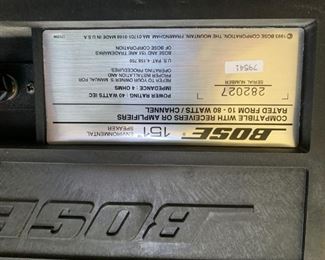 BOSE
151
ENVIRONMENTAL
SPEAKER
COMPATIBLE WITH RECEIVERS OR AMPLIFIERS
RATED FROM 10 - 80 WATTS / CHANNEL
282027
SERIAL NUMBER
79541
POWER RATING: 40 WATTS IEC
IMPEDANCE: 4 OHMS
REFER TO YOUR OWNER'S MANUAL FOR
PROPER INSTALLATION AND
OPERATING PROCEDURES.
U.S. PAT. 4,158,750
BOSE AND 151 ARE TRADEMARKS
OF BOSE CORPORATION
© 1993 BOSE CORPORATION, THE MOUNTAIN, FRAMINGHAM, MA 01701-9168 MADE IN U.S.A.
BOSE